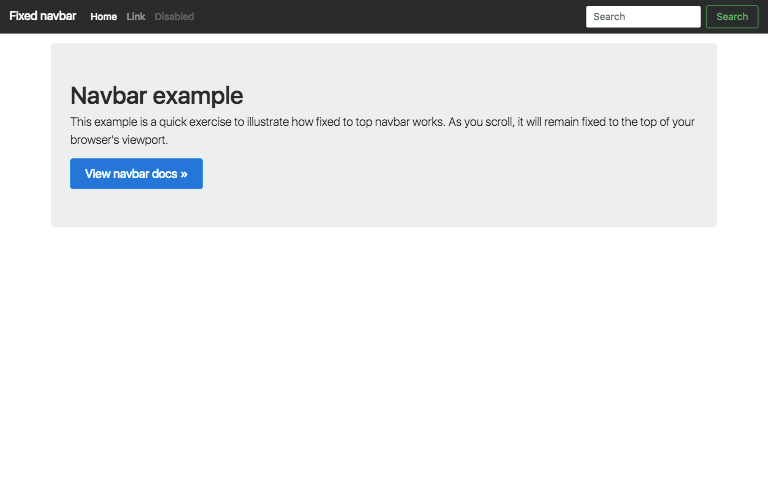 Fixed navbar Home Link Disabled Search Search
Navbar example
This example is a quick exercise to illustrate how fixed to top navbar works. As you scroll, it will remain fixed to the top of your
browser's viewport.
View navbar docs »